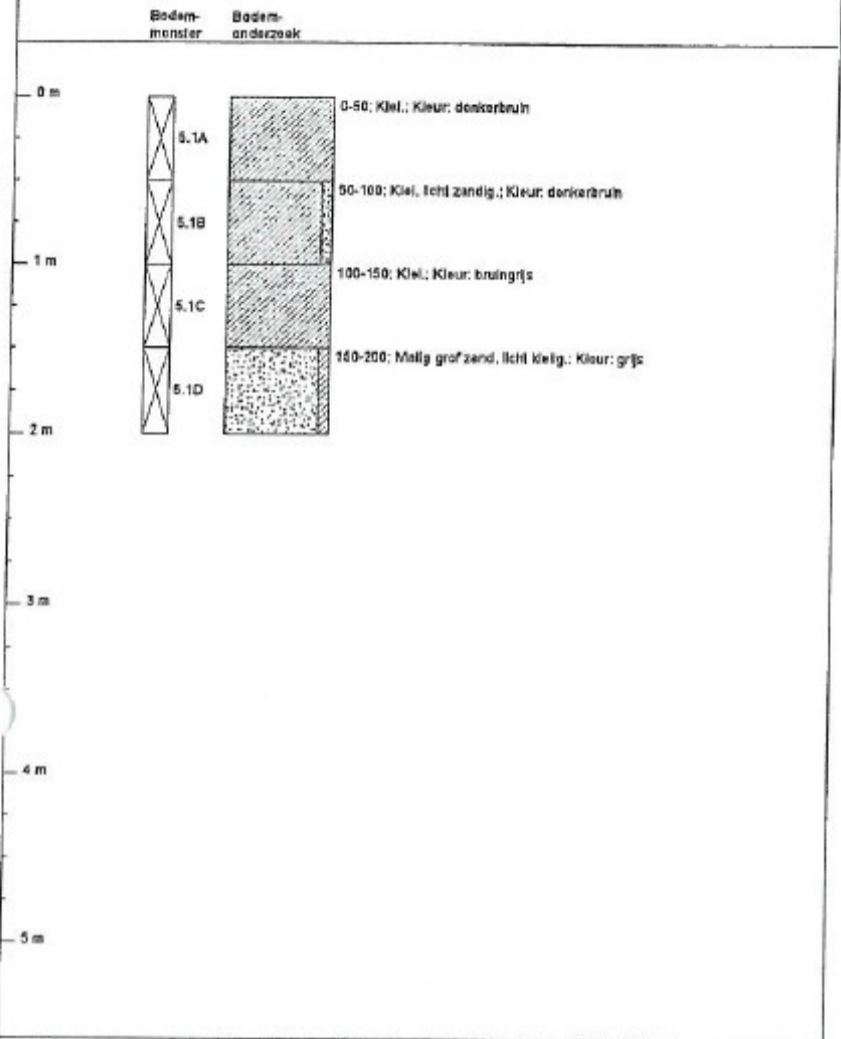 Bodem-
monster
Bodem-
onderzoek
0 m
5.1A
0-50; Klei.; Kleur: donkerbruin
5.1B
50-100; Klei, licht zandig.; Kleur: donkerbruin
1 m
5.1C
100-150; Klei.; Kleur: bruingrijs
5.1D
150-200; Matig grof zand, licht kleiig.; Kleur: grijs
2 m
3 m
4 m
5 m